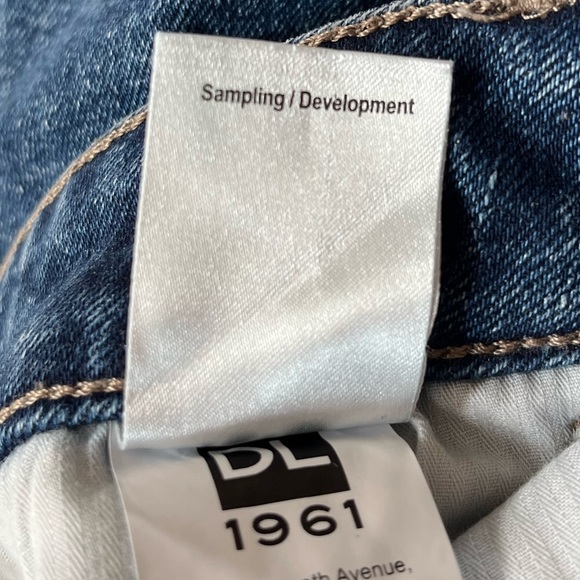 Sampling / Development
DL
1961
Avenue,